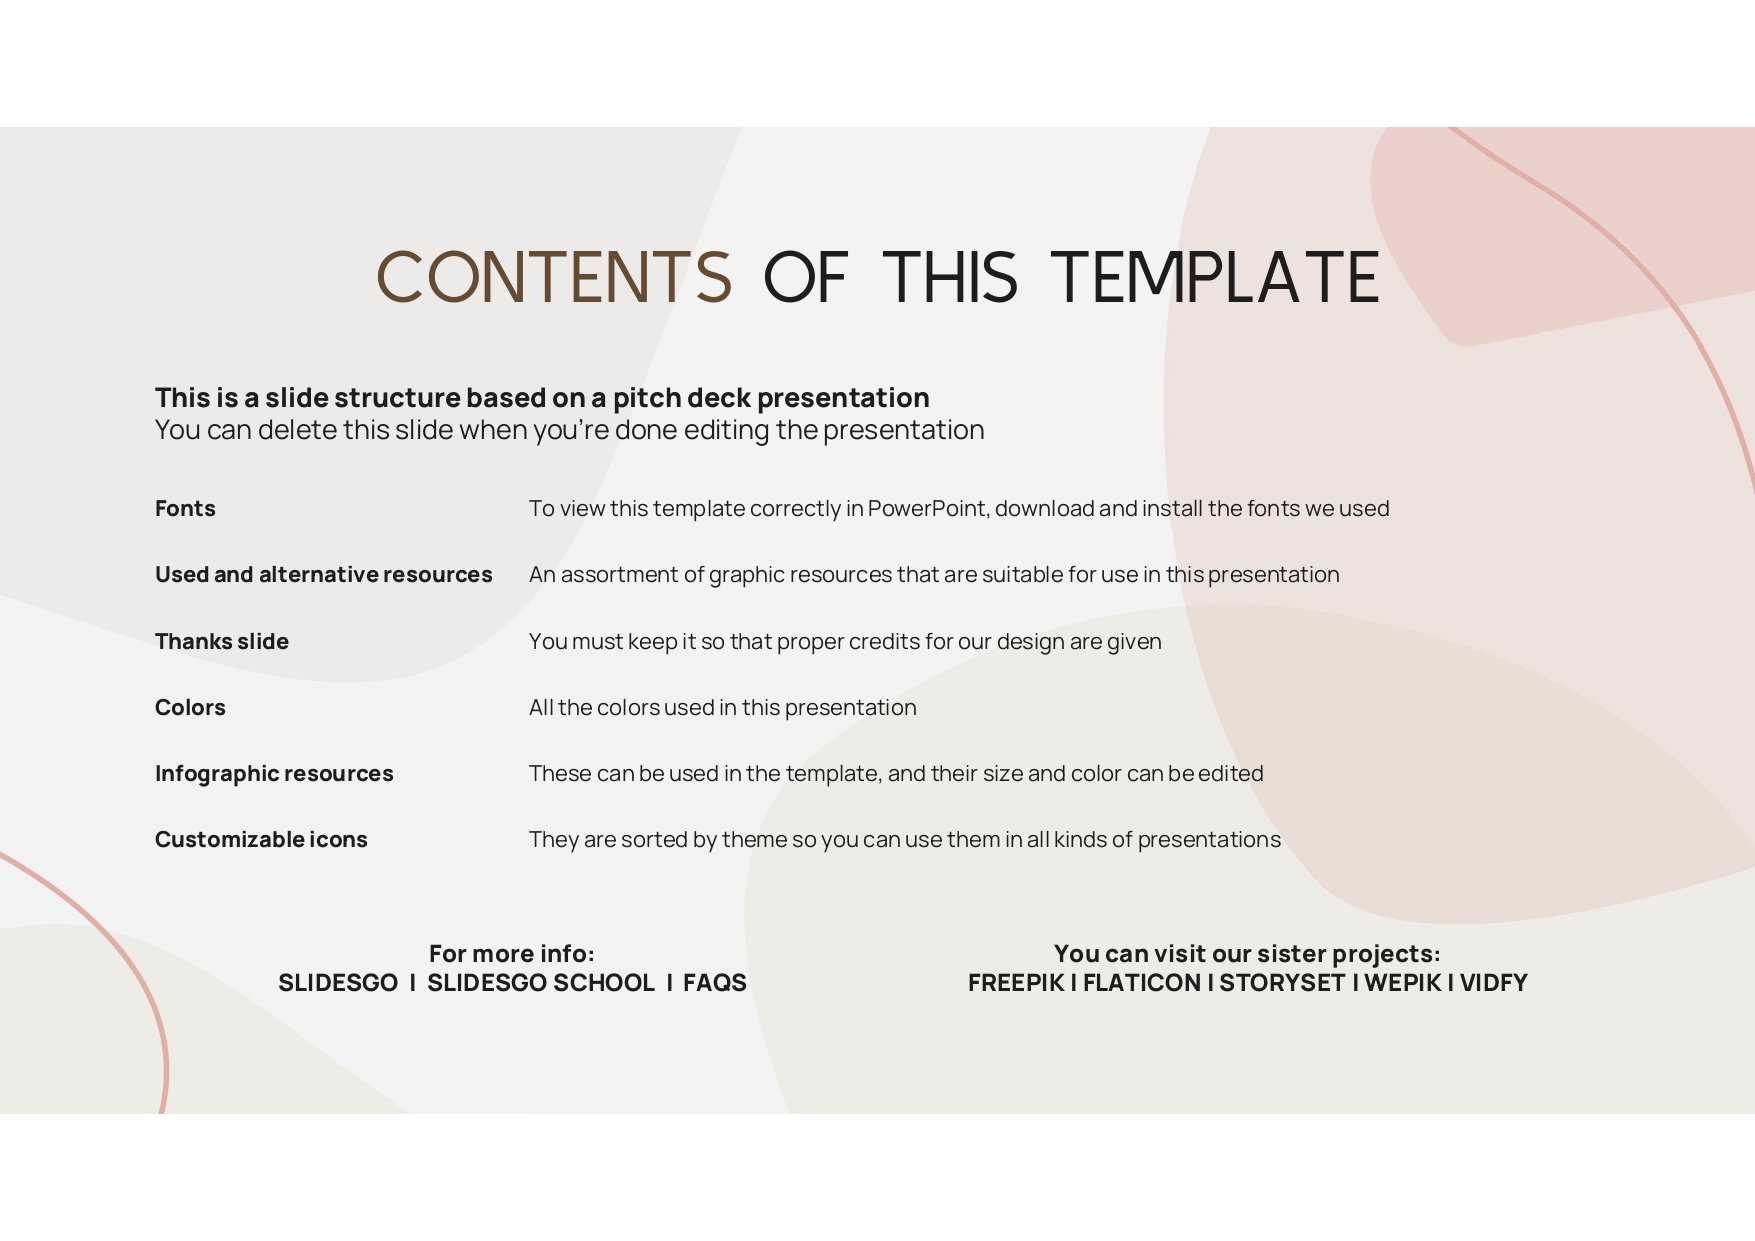 CONTENTS OF THIS TEMPLATE
This is a slide structure based on a pitch deck presentation
You can delete this slide when you’re done editing the presentation
Fonts To view this template correctly in PowerPoint, download and install the fonts we used
Used and alternative resources An assortment of graphic resources that are suitable for use in this presentation
Thanks slide You must keep it so that proper credits for our design are given
Colors All the colors used in this presentation
Infographic resources These can be used in the template, and their size and color can be edited
Customizable icons They are sorted by theme so you can use them in all kinds of presentations
For more info:
SLIDESGO I SLIDESGO SCHOOL I FAQS
You can visit our sister projects:
FREEPIK I FLATICON I STORYSET I WEPIK I VIDFY